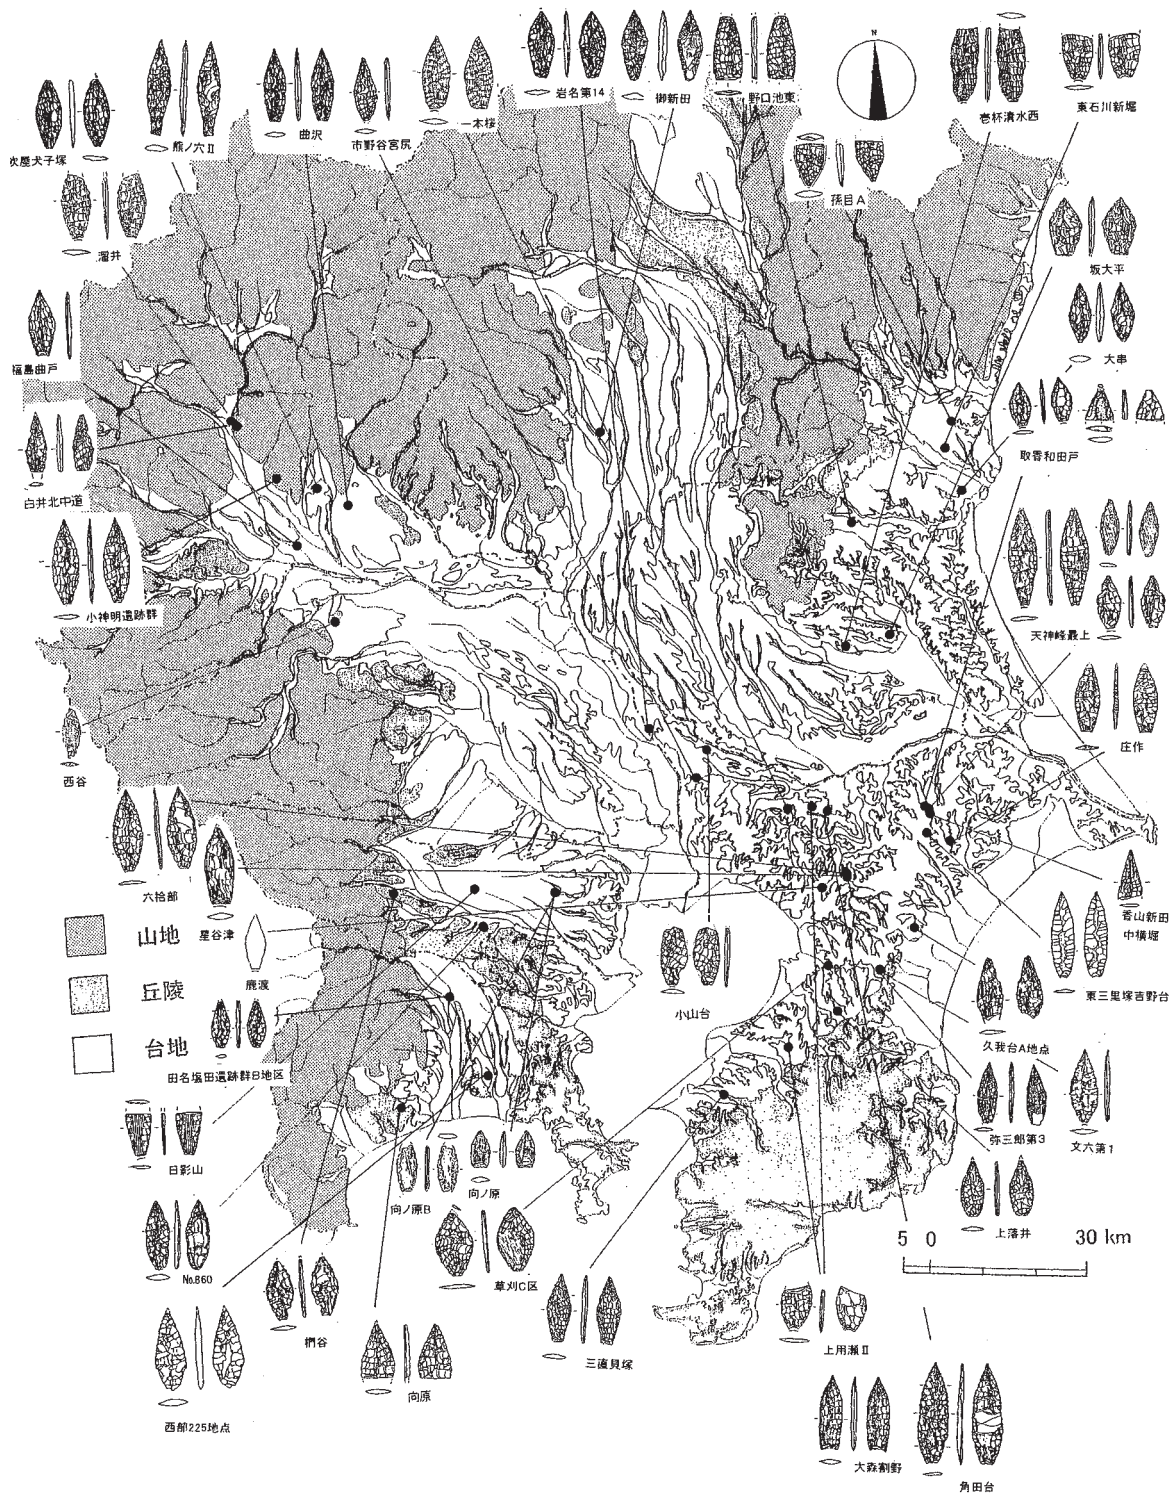 N
岩名第14
御新田
野口池東
壱杯清水西
東石川新堀
吹屋犬子塚
熊ノ穴Ⅱ
曲沢
市野谷宮尻
一本桜
孫目A
溜井
坂大平
大串
福島曲戸
取香和田戸
白井北中道
天神峰最上
小神明遺跡群
庄作
西谷
六拾部
香山新田
中横堀
星谷津
山地
鹿渡
東三里塚吉野台
丘陵
小山台
久我台A地点
台地
田名塩田遺跡群B地区
弥三郎第3
文六第1
日影山
向ノ原B
向ノ原
上落井
5 0 30 km
No.860
草刈C区
椚谷
三直貝塚
上用瀬Ⅱ
向原
西部225地点
大森割野
角田台